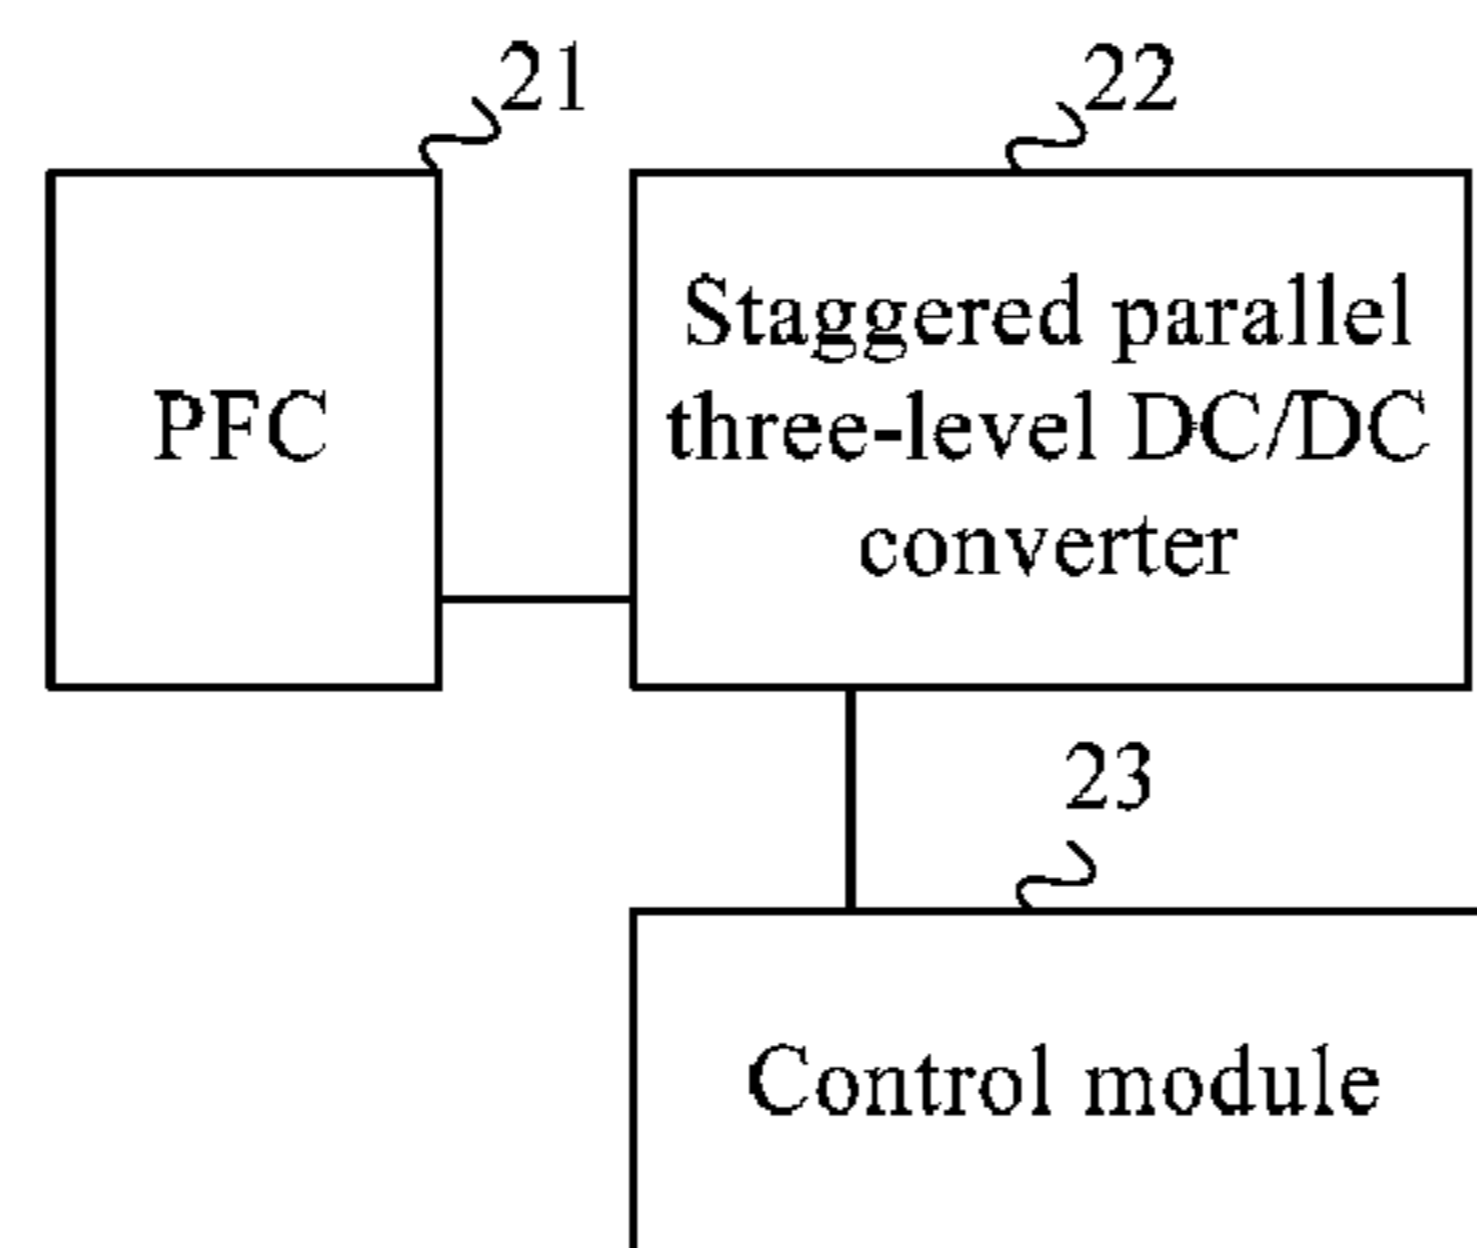 21
22
PFC
Staggered parallel
three-level DC/DC
converter
23
Control module